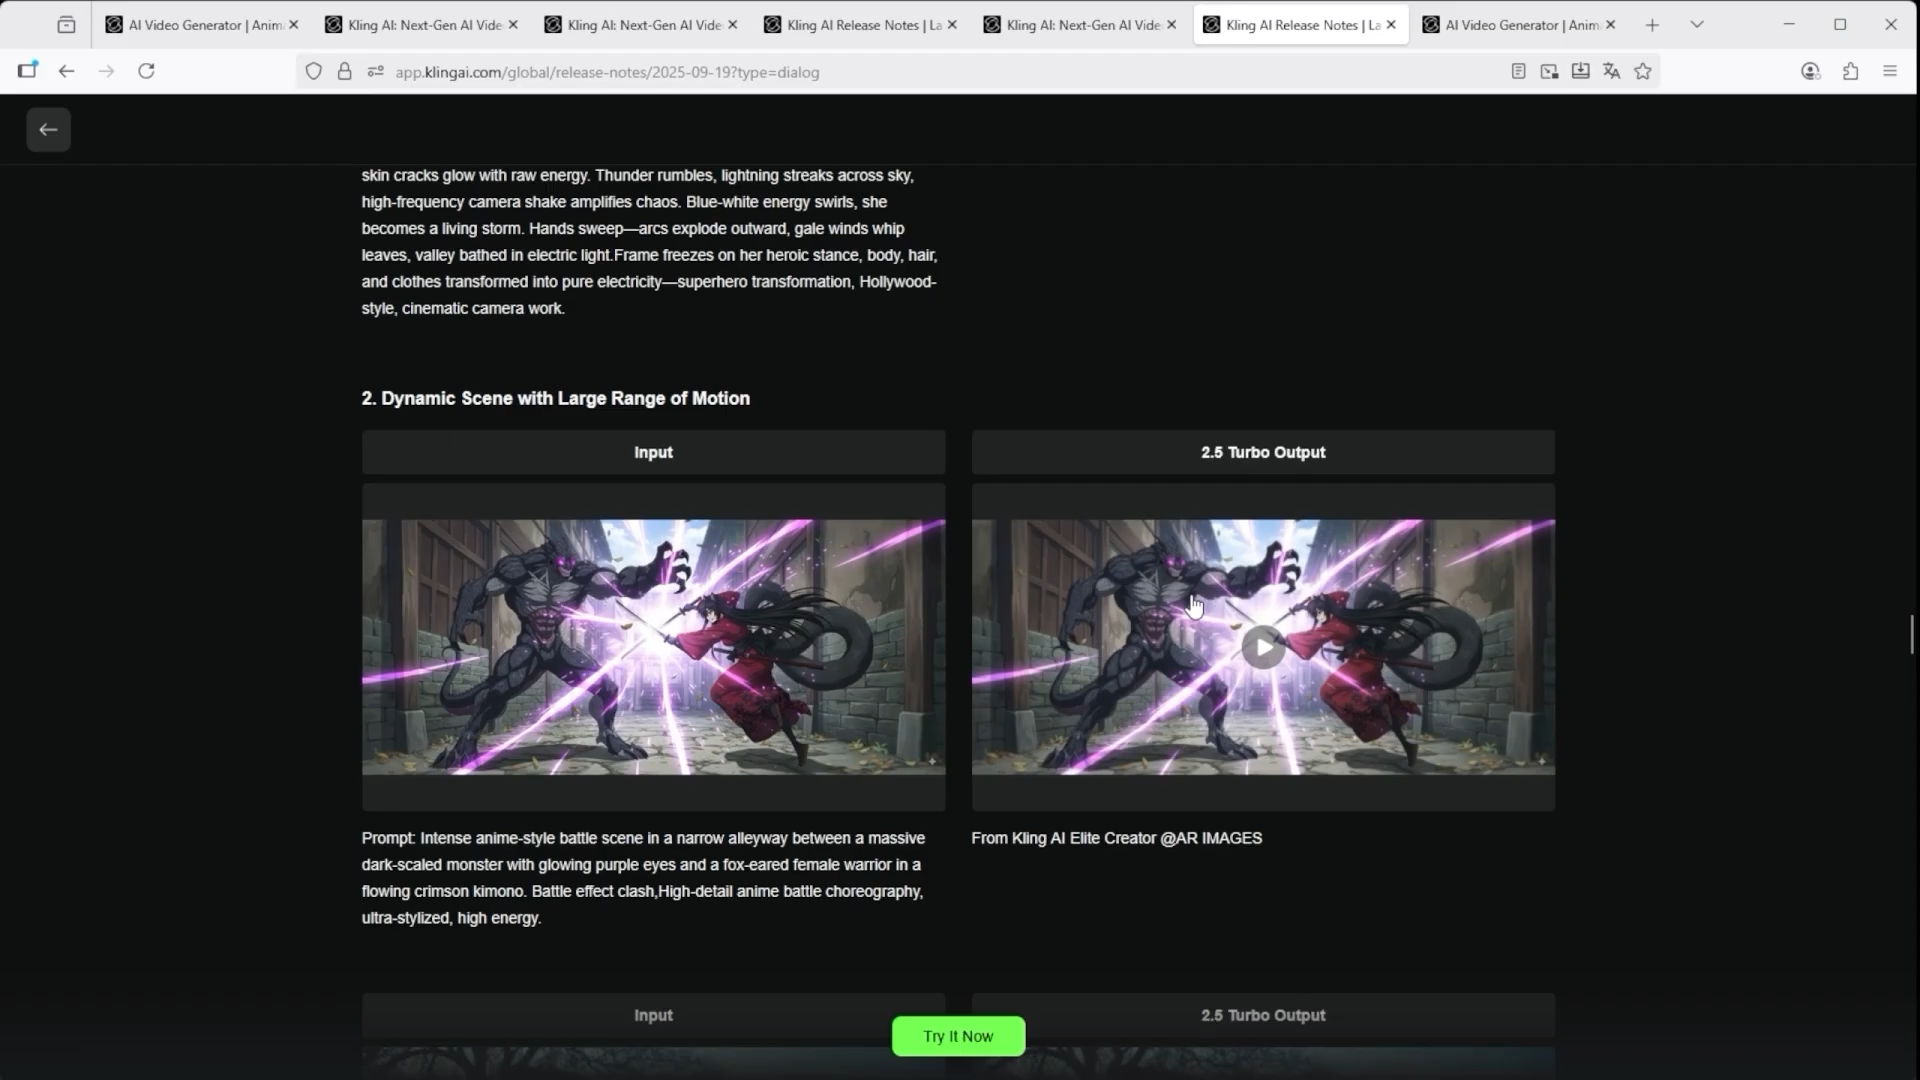 AI Video Generator | Anim
Kling AI: Next-Gen AI Vide
Kling AI: Next-Gen AI Vide
Kling AI Release Notes | La
Kling AI: Next-Gen AI Vide
Kling AI Release Notes | La
AI Video Generator | Anim
app.klingai.com/global/release-notes/2025-09-19?type=dialog
skin cracks glow with raw energy. Thunder rumbles, lightning streaks across sky,
high-frequency camera shake amplifies chaos. Blue-white energy swirls, she
becomes a living storm. Hands sweep—arcs explode outward, gale winds whip
leaves, valley bathed in electric light.Frame freezes on her heroic stance, body, hair,
and clothes transformed into pure electricity—superhero transformation, Hollywood-
style, cinematic camera work.
2. Dynamic Scene with Large Range of Motion
Input
2.5 Turbo Output
Prompt: Intense anime-style battle scene in a narrow alleyway between a massive
dark-scaled monster with glowing purple eyes and a fox-eared female warrior in a
flowing crimson kimono. Battle effect clash,High-detail anime battle choreography,
ultra-stylized, high energy.
From Kling AI Elite Creator @AR IMAGES
Input
2.5 Turbo Output
Try It Now